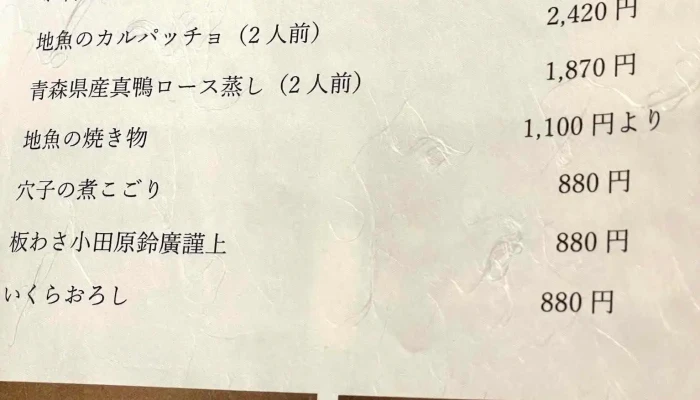 地魚のカルパッチョ（2人前） 2,420円
青森県産真鴨ロース蒸し（2人前） 1,870円
地魚の焼き物 1,100円より
穴子の煮こごり 880円
板わさ小田原鈴廣謹上 880円
いくらおろし 880円